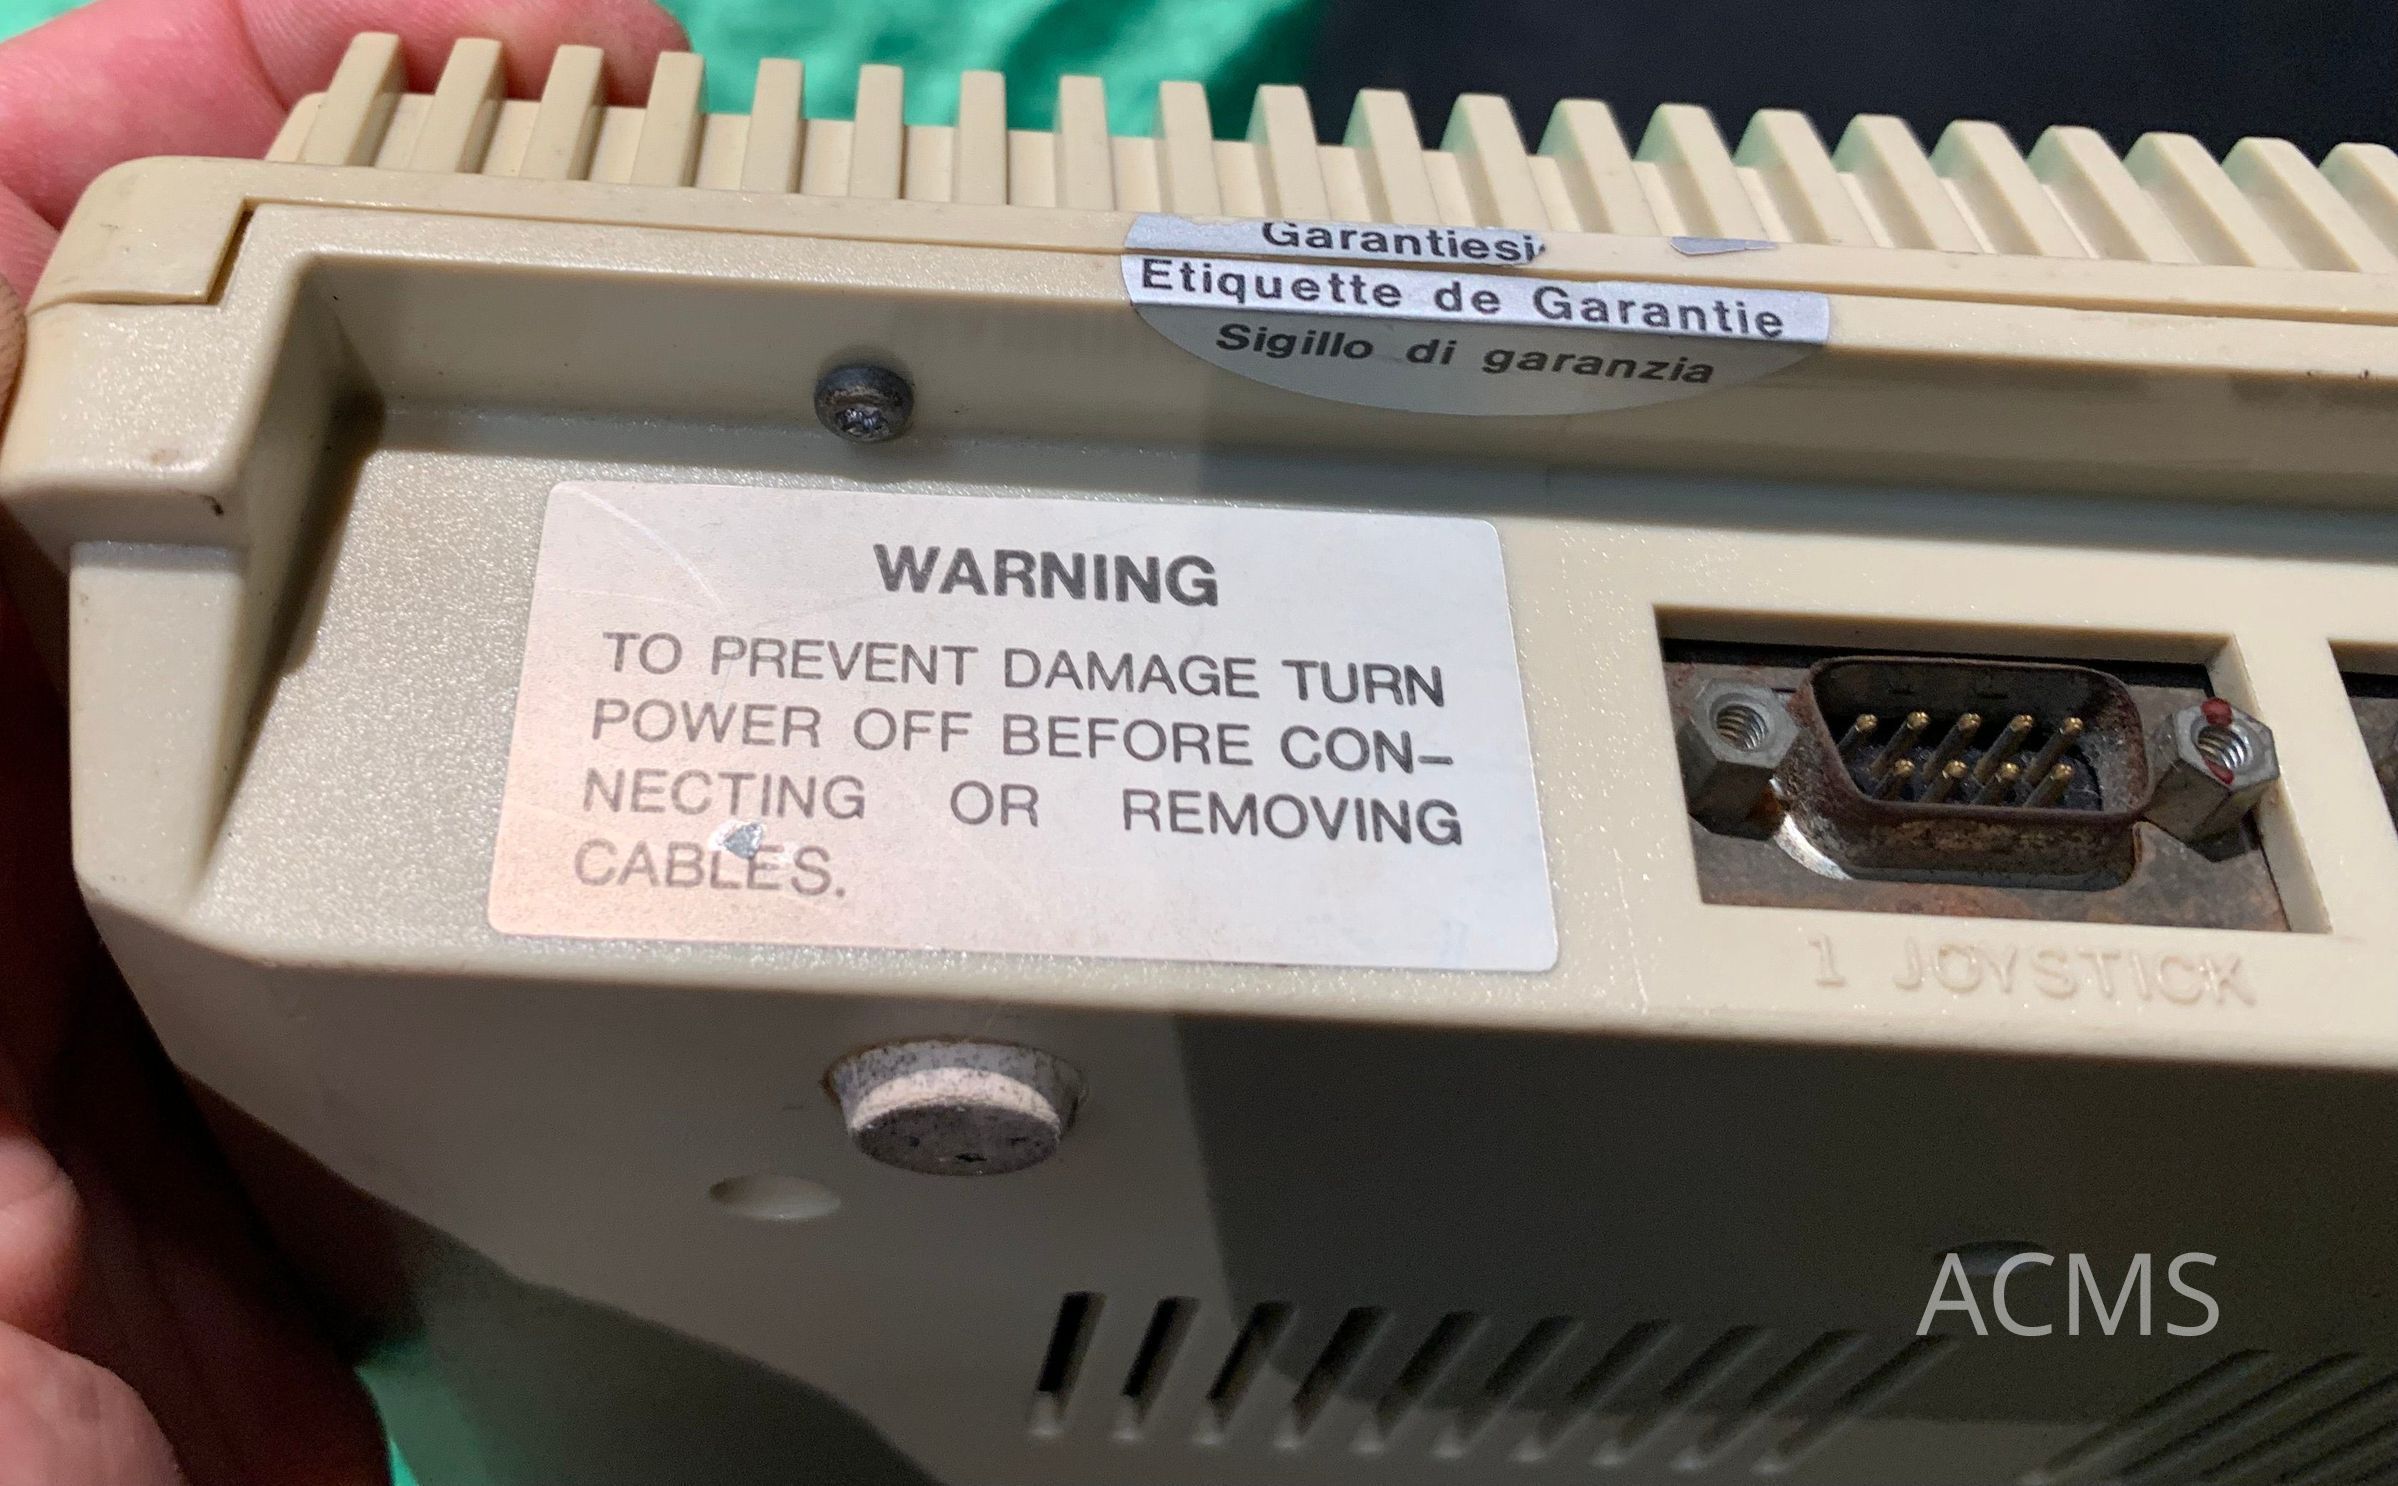 Garantiesi
Etiquette de Garantie
Sigillo di garanzia
WARNING
TO PREVENT DAMAGE TURN
POWER OFF BEFORE CON–
NECTING OR REMOVING
CABLES.
1 JOYSTICK
ACMS